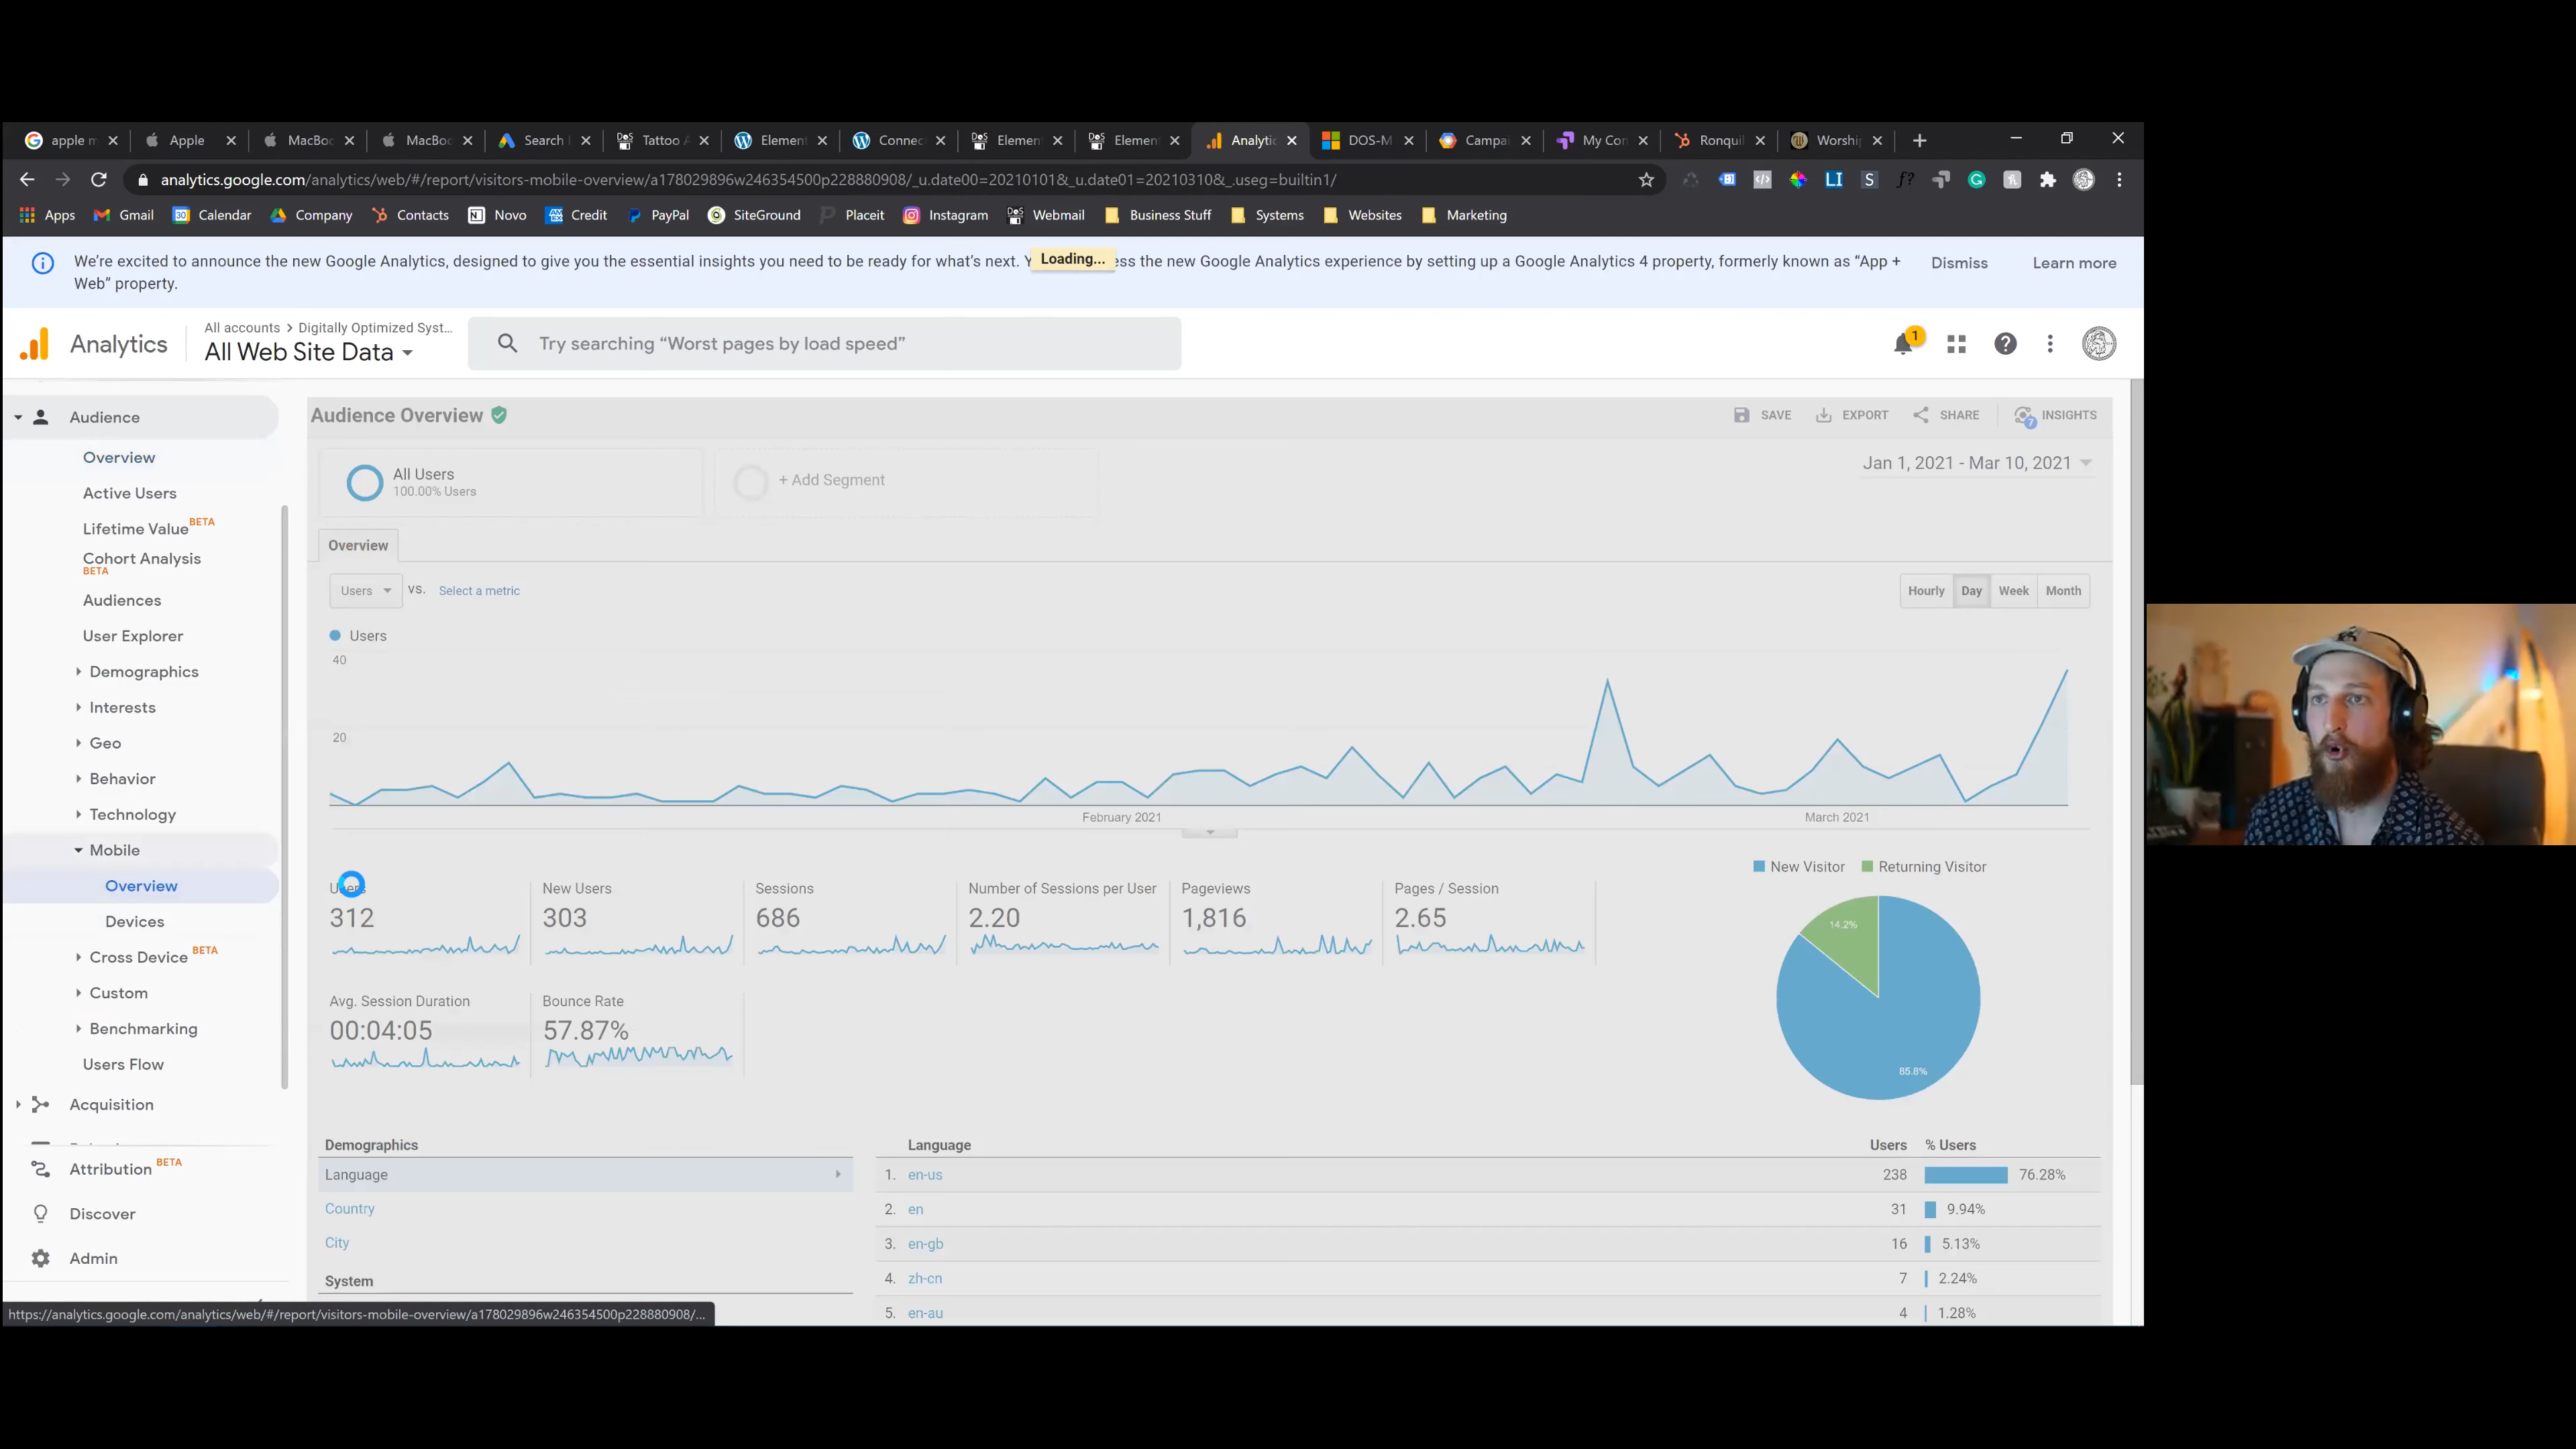 apple m
Apple
MacBoo
MacBoo
Search
Tattoo A
Element
Connec
Element
Element
Analytic
DOS-M
Campai
My Con
Ronquil
Worship
analytics.google.com/analytics/web/#/report/visitors-mobile-overview/a178029896w246354500p228880908/_u.date00=20210101&_u.date01=20210310&_.useg=builtin1/
Apps
Gmail
Calendar
Company
Contacts
Novo
Credit
PayPal
SiteGround
Placeit
Instagram
Webmail
Business Stuff
Systems
Websites
Marketing
We're excited to announce the new Google Analytics, designed to give you the essential insights you need to be ready for what's next. Y
Loading...
ess the new Google Analytics experience by setting up a Google Analytics 4 property, formerly known as "App +
Web" property.
Dismiss
Learn more
Analytics
All accounts > Digitally Optimized Syst...
All Web Site Data
Try searching "Worst pages by load speed"
1
Audience
Overview
Active Users
Lifetime Value BETA
Cohort Analysis
BETA
Audiences
User Explorer
Demographics
Interests
Geo
Behavior
Technology
Mobile
Overview
Devices
Cross Device BETA
Custom
Benchmarking
Users Flow
Acquisition
Attribution BETA
Discover
Admin
Audience Overview
SAVE
EXPORT
SHARE
7
INSIGHTS
All Users
100.00% Users
+ Add Segment
Jan 1, 2021 - Mar 10, 2021
Overview
Users
VS.
Select a metric
Hourly
Day
Week
Month
Users
40
20
February 2021
March 2021
Users
312
New Users
303
Sessions
686
Number of Sessions per User
2.20
Pageviews
1,816
Pages / Session
2.65
Avg. Session Duration
00:04:05
Bounce Rate
57.87%
New Visitor
Returning Visitor
14.2%
85.8%
Demographics
Language
Country
City
System
Language
Users
% Users
1. en-us 238 76.28%
2. en 31 9.94%
3. en-gb 16 5.13%
4. zh-cn 7 2.24%
5. en-au 4 1.28%
https://analytics.google.com/analytics/web/#/report/visitors-mobile-overview/a178029896w246354500p228880908/...